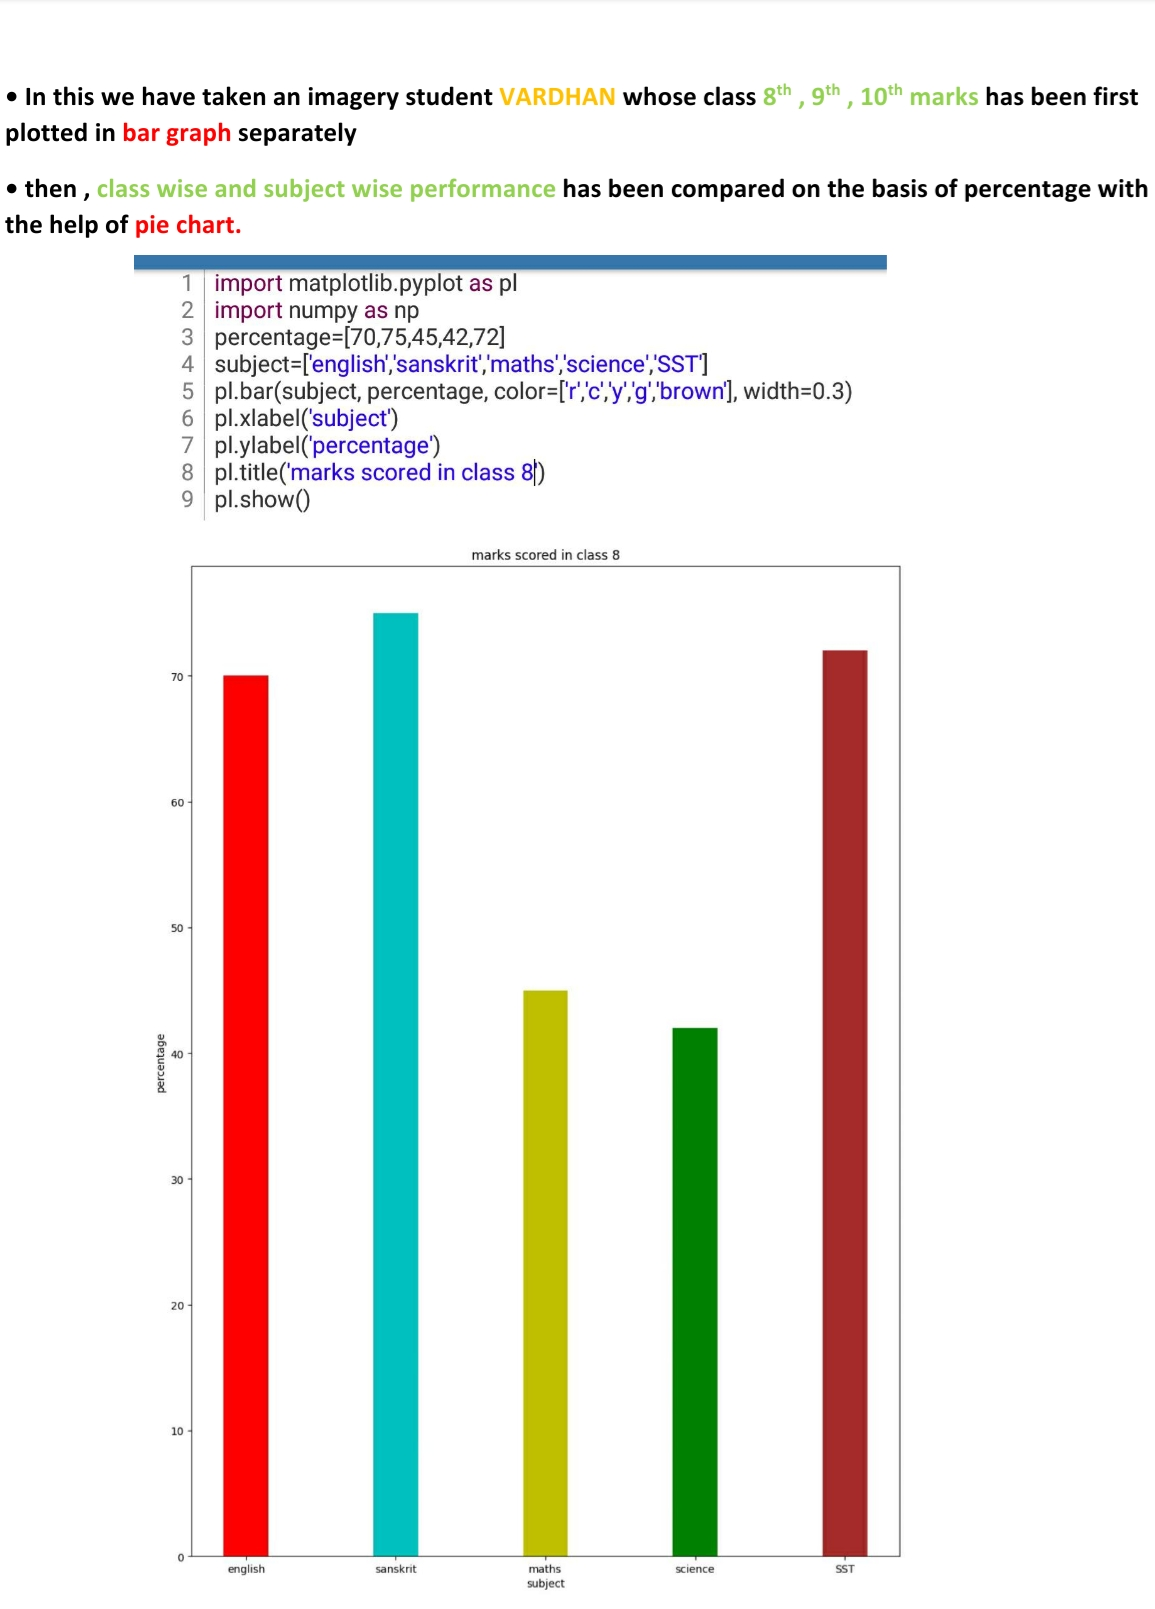 • In this we have taken an imagery student VARDHAN whose class 8th , 9th , 10th marks has been first
plotted in bar graph separately
• then , class wise and subject wise performance has been compared on the basis of percentage with
the help of pie chart.
1 import matplotlib.pyplot as pl
2 import numpy as np
3 percentage=[70,75,45,42,72]
4 subject=['english','sanskrit','maths','science','SST']
5 pl.bar(subject, percentage, color=['r','c','y','g','brown'], width=0.3)
6 pl.xlabel('subject')
7 pl.ylabel('percentage')
8 pl.title('marks scored in class 8')
9 pl.show()
marks scored in class 8
70
60
50
percentage
40
30
20
10
0
english sanskrit maths science SST
subject